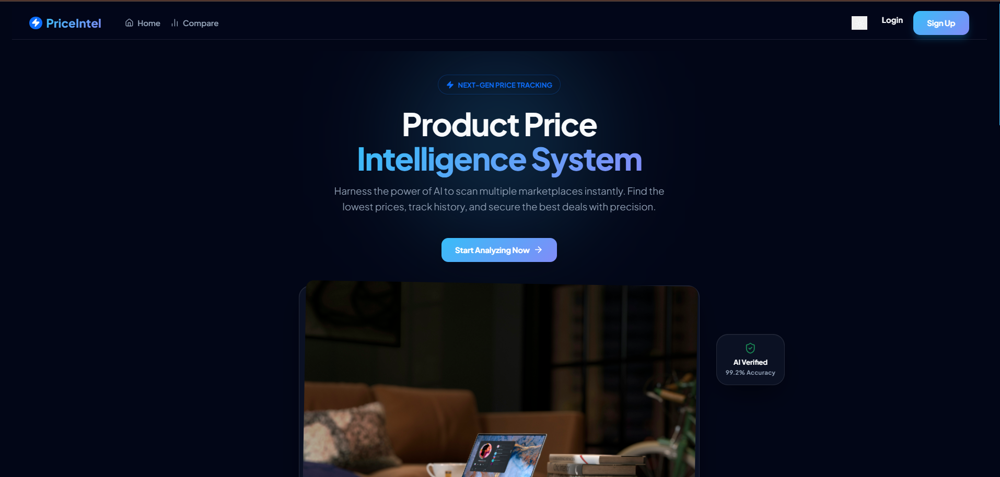 PriceIntel
Home
Compare
Login
Sign Up
NEXT-GEN PRICE TRACKING
Product Price
Intelligence System
Harness the power of AI to scan multiple marketplaces instantly. Find the
lowest prices, track history, and secure the best deals with precision.
Start Analyzing Now
AI Verified
99.2% Accuracy